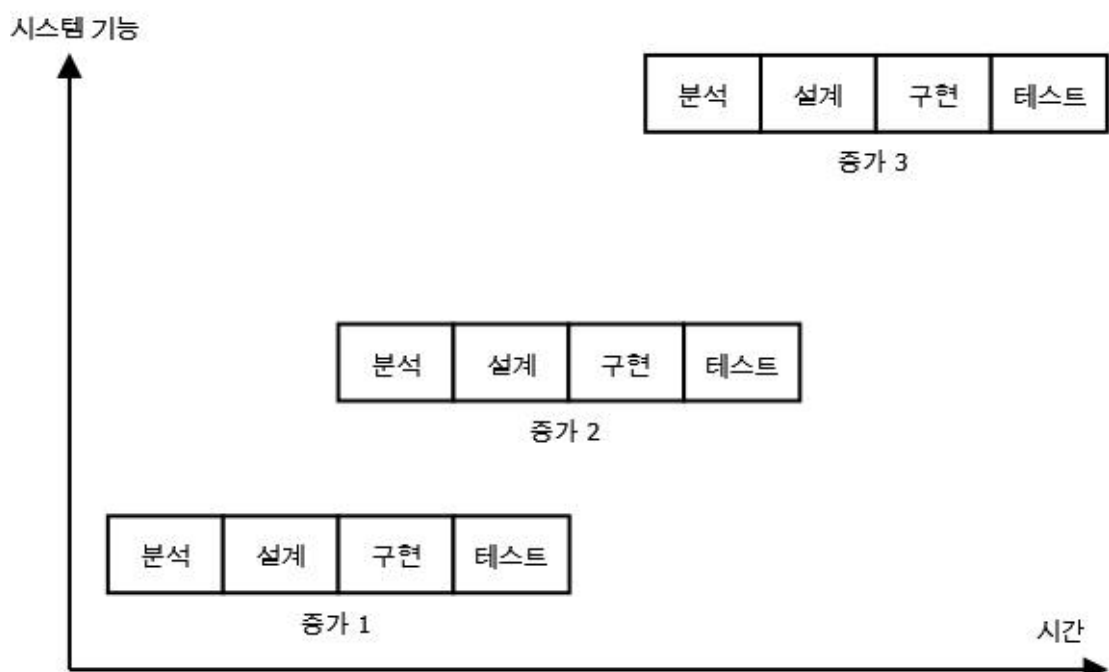 시스템 기능
분석 설계 구현 테스트
증가 3
분석 설계 구현 테스트
증가 2
분석 설계 구현 테스트
증가 1
시간